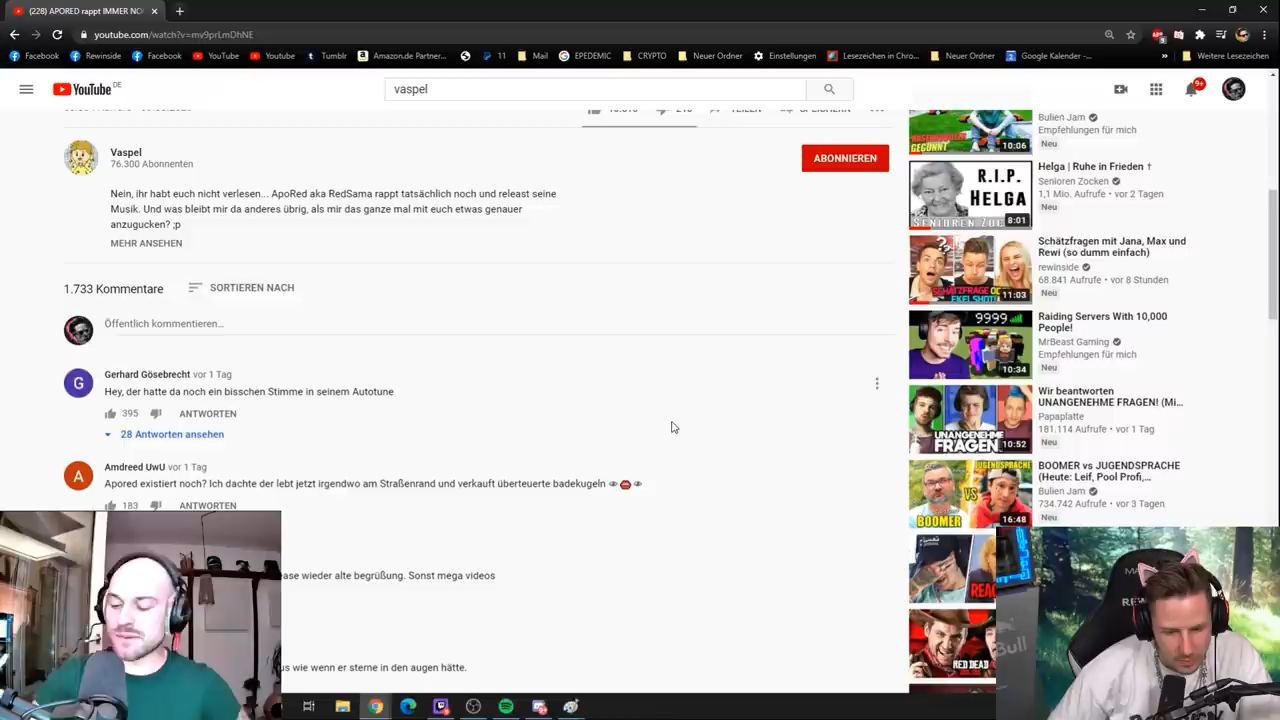 (228) APORED rappt IMMER NO
youtube.com/watch?v=mv9prLmDhNE
Facebook
Rewinside
Facebook
YouTube
Tumblr
Amazon.de Partner...
11
Mail
EPEDEMIC
CRYPTO
Neuer Ordner
Einstellungen
Lesezeichen in Chro...
Neuer Ordner
Google Kalender -...
Weitere Lesezeichen
YouTube DE
vaspel
9+
Vaspel
76.300 Abonnenten
ABONNIEREN
Nein, ihr habt euch nicht verlesen... ApoRed aka RedSama rappt tatsächlich noch und releast seine
Musik. Und was bleibt mir da anderes übrig, als mir das ganze mal mit euch etwas genauer
anzugucken? ;p
MEHR ANSEHEN
1.733 Kommentare
SORTIEREN NACH
Öffentlich kommentieren...
Gerhard Gösebrecht vor 1 Tag
Hey, der hatte da noch ein bisschen Stimme in seinem Autotune
395
ANTWORTEN
28 Antworten ansehen
Amdreed UwU vor 1 Tag
Apored existiert noch? Ich dachte der lebt jetzt irgendwo am Straßenrand und verkauft überteuerte badekugeln
183
ANTWORTEN
ease wieder alte begrüßung. Sonst mega videos
us wie wenn er sterne in den augen hätte.
GEGÖNNT
10:06
Bulien Jam
Empfehlungen für mich
Neu
R.I.P.
HELGA
SENIOREN ZOC
8:01
Helga | Ruhe in Frieden †
Senioren Zocken
1,1 Mio. Aufrufe • vor 2 Tagen
Neu
SCHÄTZFRAGE ODER
EKELSHOT
11:03
Schätzfragen mit Jana, Max und
Rewi (so dumm einfach)
rewinside
68.841 Aufrufe • vor 8 Stunden
Neu
9999
10:34
Raiding Servers With 10,000
People!
MrBeast Gaming
Empfehlungen für mich
Neu
UNANGENEHME
FRAGEN!
10:52
Wir beantworten
UNANGENEHME FRAGEN! (Mi...
Papaplatte
181.114 Aufrufe • vor 1 Tag
Neu
JUGENDSPRACHE
VS
BOOMER
16:48
BOOMER vs JUGENDSPRACHE
(Heute: Leif, Pool Profi,...
Bulien Jam
734.742 Aufrufe • vor 3 Tagen
Neu
REA
RED DEAD
Bull